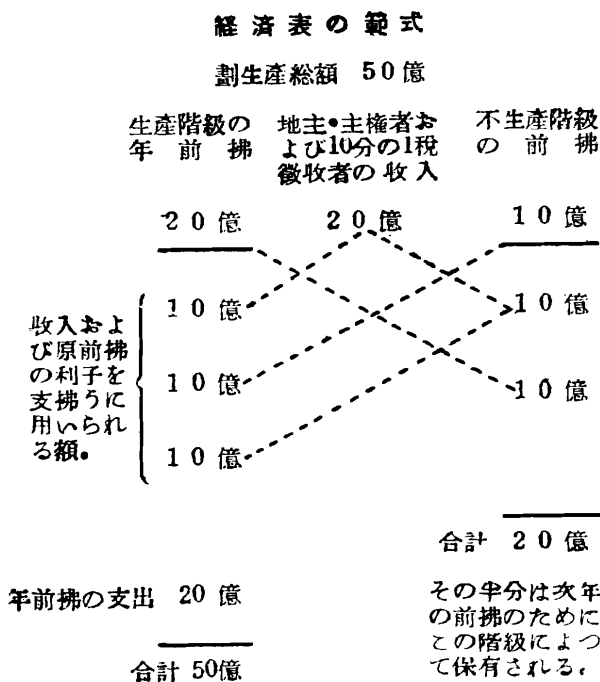 経済表の範式
劃生産総額 50億
生産階級の
年前拂
地主・主権者お
よび10分の1税
徴收者の收入
不生産階級
の前拂
20億
20億
10億
10億
10億
10億
10億
10億
收入およ
び原前拂
の利子を
支拂うに
用いられ
る額。
合計 20億
年前拂の支出 20億
合計 50億
その半分は次年
の前拂のために
この階級によつ
て保有される。